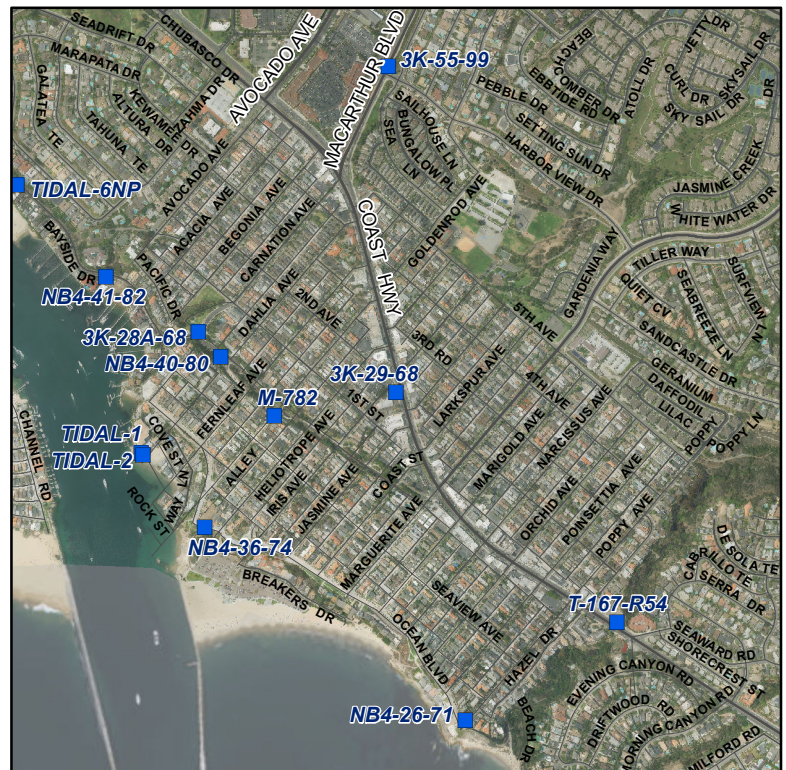 SEADRIFT DR
CHUBASCO DR
AVOCADO AVE
MACARTHUR BLVD
3K-55-99
BEACH
JETTY DR
SKYSAIL DR
MARAPATA DR
COMBER DR
EBBTIDE RD
ATOLL DR
CURL DR
SKY SAIL DR
DR
GALATEA TE
KEWAMEE DR
ALTURA DR
TAHUNA TE
PEBBLE DR
SAILHOUSE LN
BUNGALOW PL
SEA LN
SETTING SUN DR
HARBOR VIEW DR
AVOCADO AVE
TIDAL-6NP
ACACIA AVE
BEGONIA AVE
CARNATION AVE
COAST HWY
GOLDENROD AVE
JASMINE CREEK
WHITE WATER DR
BAYSIDE DR
PACIFIC DR
GARDENIA WAY
TILLER WAY
QUIET CV
SEABREEZE LN
SURFVIEW LN
NB4-41-82
DAHLIA AVE
2ND AVE
5TH AVE
3RD RD
3K-28A-68
NB4-40-80
SANDCASTLE DR
GERANIUM
DAFFODIL
LILAC
POPPY
POPPY LN
FERNLEAF AVE
3K-29-68
LARKSPUR AVE
4TH AVE
M-782
1ST ST
MARIGOLD AVE
NARCISSUS AVE
TIDAL-1
TIDAL-2
CHANNEL RD
COVE ST
WAY
ROCK ST
ALLEY
HELIOTROPE AVE
IRIS AVE
JASMINE AVE
COAST ST
ORCHID AVE
POINSETTIA AVE
POPPY AVE
NB4-36-74
MARGUERITE AVE
DE SOLA TE
CABRILLO TE
SERRA DR
BREAKERS DR
SEAVIEW AVE
T-167-R54
OCEAN BLVD
HAZEL DR
SEAWARD RD
SHORECREST ST
EVENING CANYON RD
DRIFTWOOD RD
MORNING CANYON RD
MILFORD RD
NB4-26-71
BEACH DR